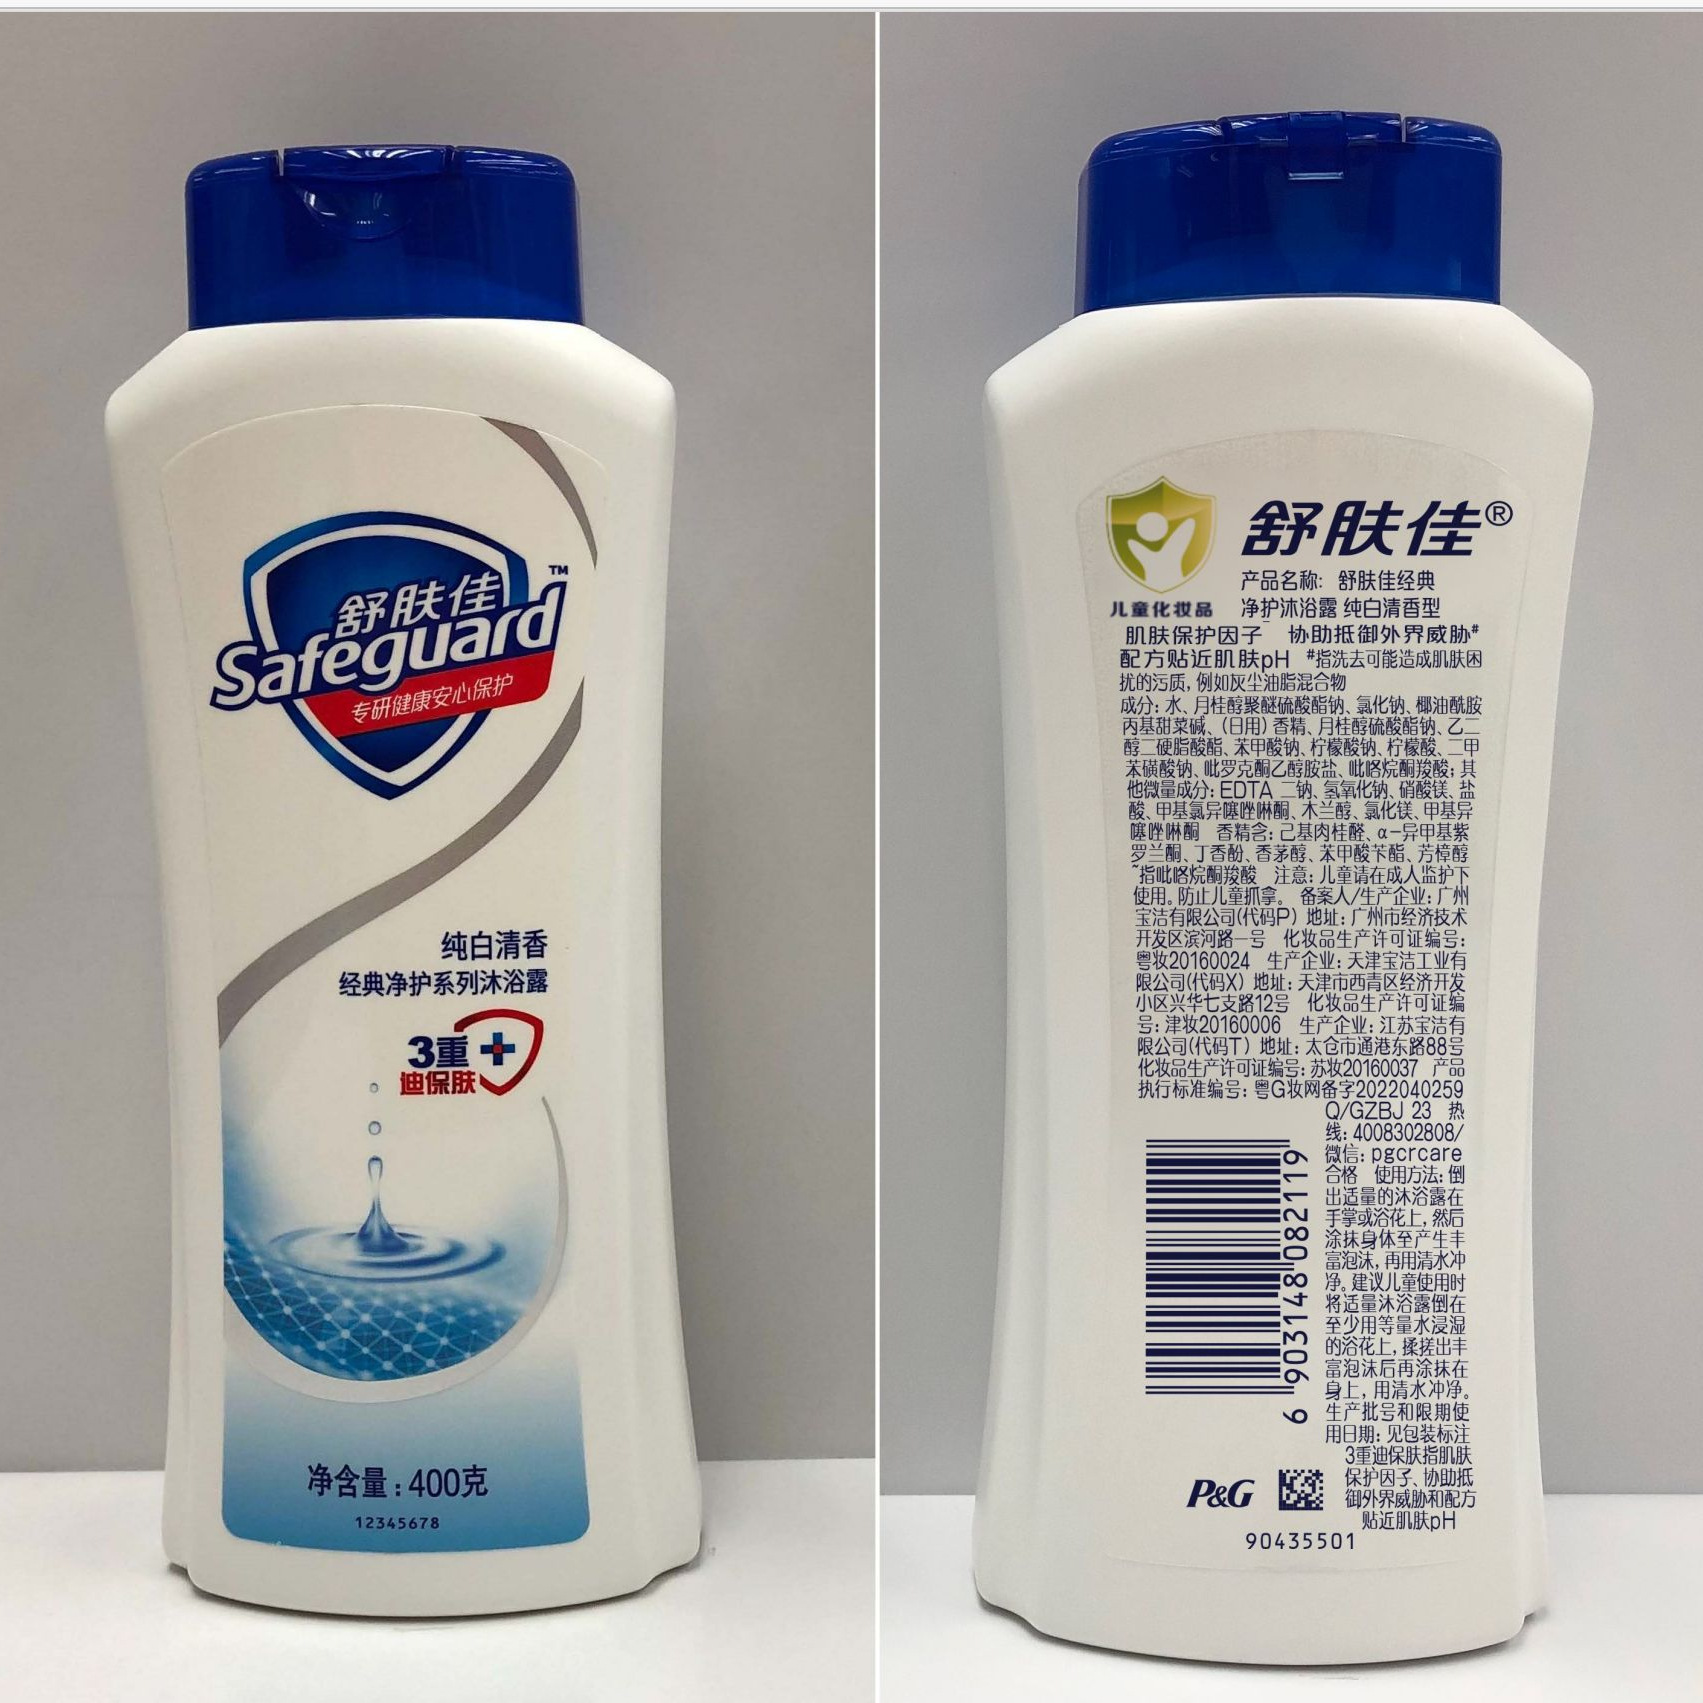 舒肤佳
Safeguard™
专研健康安心保护
纯白清香
经典净护系列沐浴露
3重
迪保肤
净含量:400克
12345678
儿童化妆品
舒肤佳®
产品名称: 舒肤佳经典
净护沐浴露 纯白清香型
肌肤保护因子~ 协助抵御外界威胁#
配方贴近肌肤pH #指洗去可能造成肌肤困
扰的污质, 例如灰尘油脂混合物
成分: 水、月桂醇聚醚硫酸酯钠、氯化钠、椰油酰胺
丙基甜菜碱、(日用) 香精、月桂醇硫酸酯钠、乙二
醇二硬脂酸酯、苯甲酸钠、柠檬酸钠、柠檬酸、二甲
苯磺酸钠、吡罗克酮乙醇胺盐、吡咯烷酮羧酸; 其
他微量成分: EDTA 二钠、氢氧化钠、硝酸镁、盐
酸、甲基氯异噻唑啉酮、木兰醇、氯化镁、甲基异
噻唑啉酮 香精含: 己基肉桂醛、α-异甲基紫
罗兰酮、丁香酚、香茅醇、苯甲酸苄酯、芳樟醇
~指吡咯烷酮羧酸 注意: 儿童请在成人监护下
使用。防止儿童抓拿。 备案人/生产企业: 广州
宝洁有限公司(代码P) 地址: 广州市经济技术
开发区滨河路一号 化妆品生产许可证编号:
粤妆20160024 生产企业: 天津宝洁工业有
限公司(代码X) 地址: 天津市西青区经济开发
小区兴华七支路12号 化妆品生产许可证编
号: 津妆20160006 生产企业: 江苏宝洁有
限公司(代码T) 地址: 太仓市通港东路88号
化妆品生产许可证编号: 苏妆20160037 产品
执行标准编号: 粤G妆网备字2022040259
Q/GZBJ 23 热
线: 4008302808/
微信: pgcrcare
合格 使用方法: 倒
出适量的沐浴露在
手掌或浴花上, 然后
涂抹身体至产生丰
富泡沫, 再用清水冲
净。建议儿童使用时
将适量沐浴露倒在
至少用等量水浸湿
的浴花上, 揉搓出丰
富泡沫后再涂抹在
身上, 用清水冲净。
生产批号和限期使
用日期: 见包装标注
3重迪保肤指肌肤
保护因子、协助抵
御外界威胁和配方
贴近肌肤pH
6 903148 082119
P&G
90435501